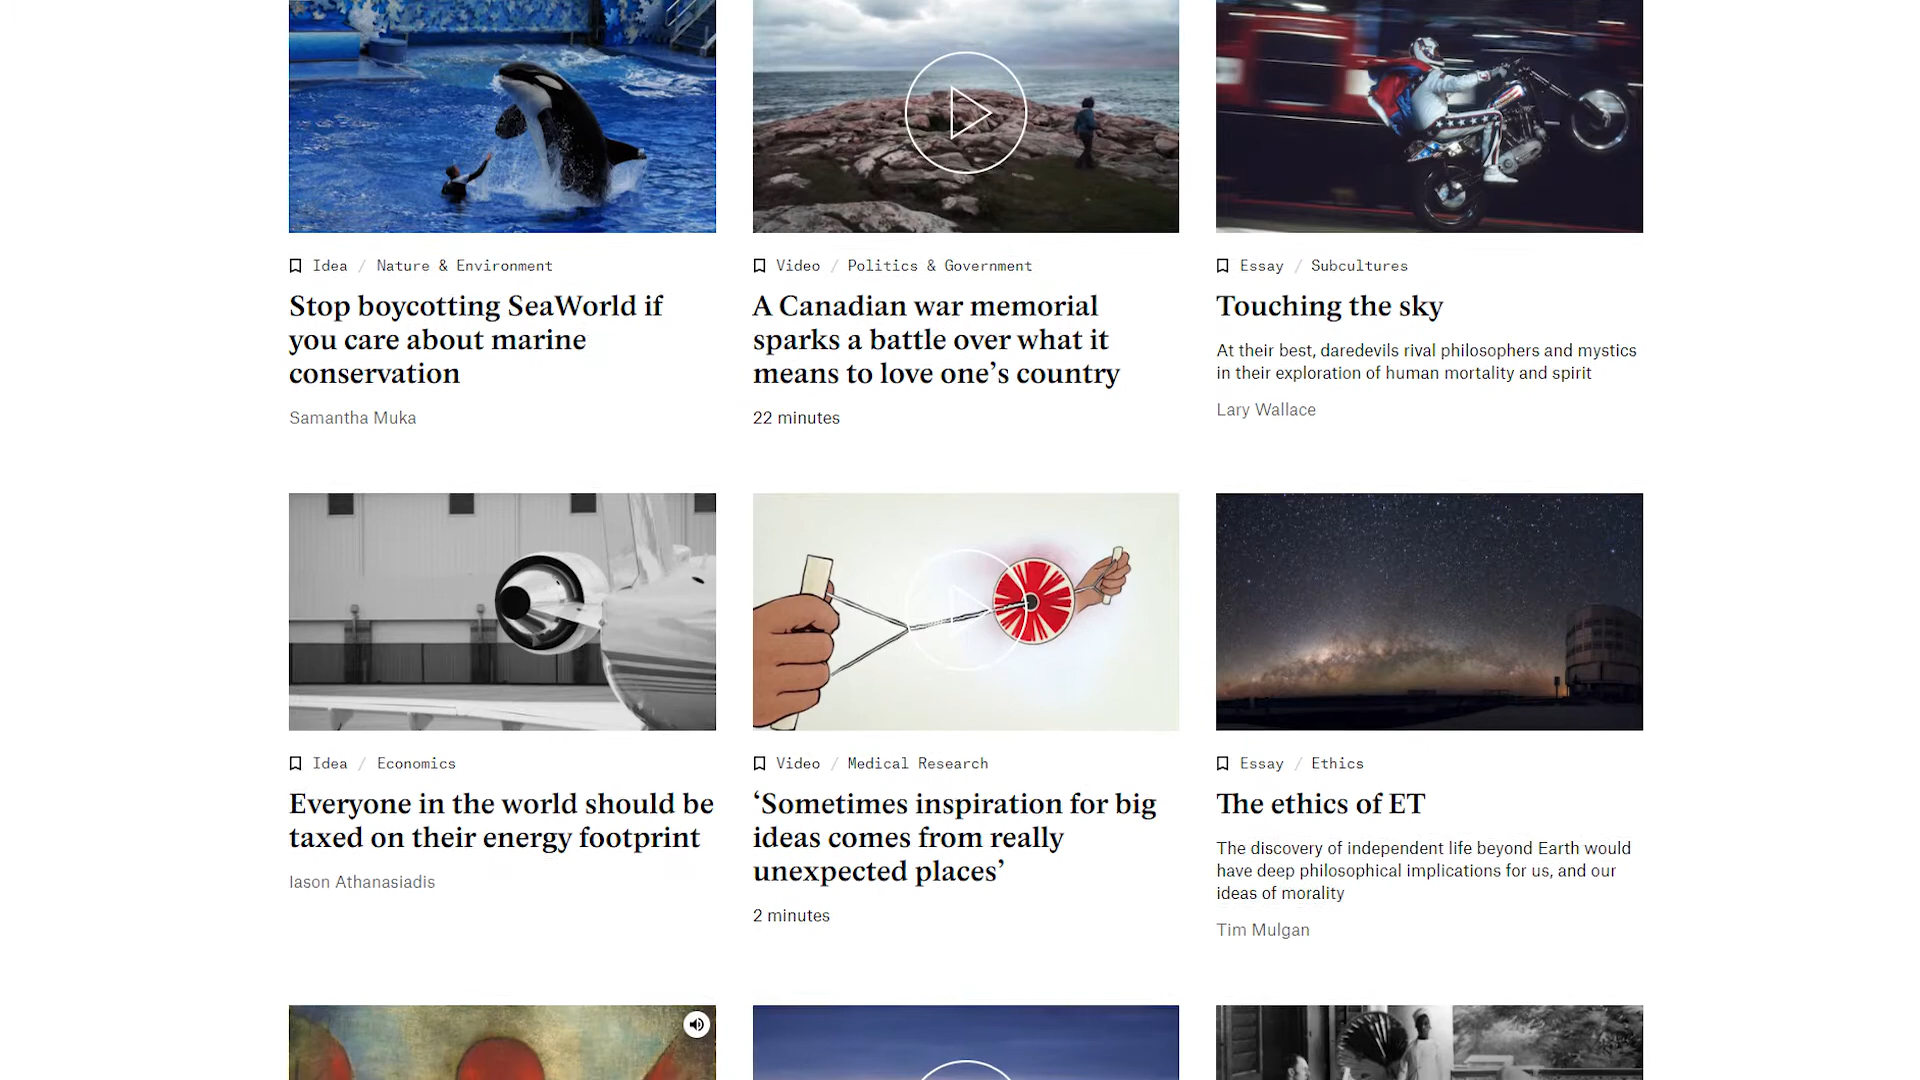 Idea / Nature & Environment
Stop boycotting SeaWorld if
you care about marine
conservation
Samantha Muka
Video / Politics & Government
A Canadian war memorial
sparks a battle over what it
means to love one’s country
22 minutes
Essay / Subcultures
Touching the sky
At their best, daredevils rival philosophers and mystics
in their exploration of human mortality and spirit
Lary Wallace
Idea / Economics
Everyone in the world should be
taxed on their energy footprint
Iason Athanasiadis
Video / Medical Research
‘Sometimes inspiration for big
ideas comes from really
unexpected places’
2 minutes
Essay / Ethics
The ethics of ET
The discovery of independent life beyond Earth would
have deep philosophical implications for us, and our
ideas of morality
Tim Mulgan